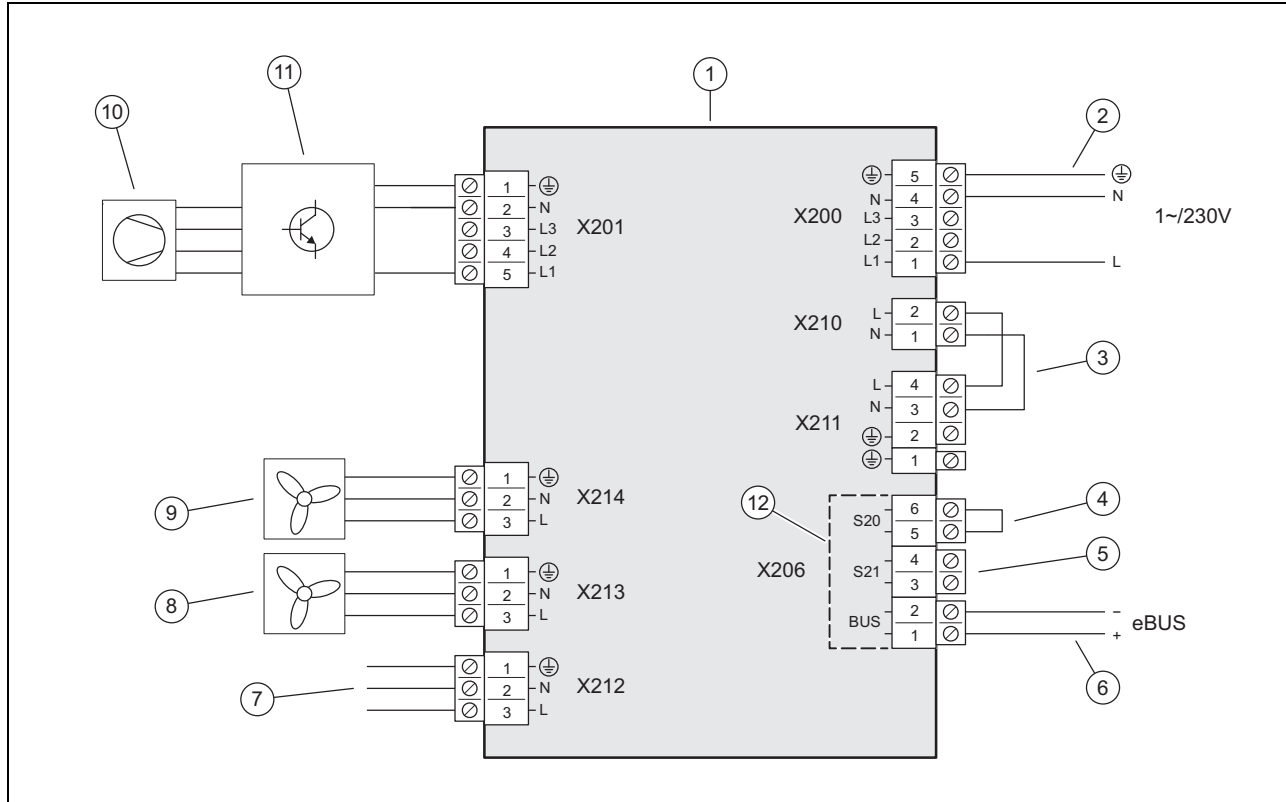 11
1
10
2
1 ⏚
2 N
3 L3
4 L2
5 L1
X201
X200
⏚ 5
N 4
L3 3
L2 2
L1 1
⏚
N
L
1~/230V
X210
L 2
N 1
3
X211
L 4
N 3
⏚ 2
⏚ 1
9
1 ⏚
2 N
3 L
X214
12
X206
S20
6
5
4
S21
4
3
5
BUS
2
1
–
+
eBUS
6
8
1 ⏚
2 N
3 L
X213
7
1 ⏚
2 N
3 L
X212